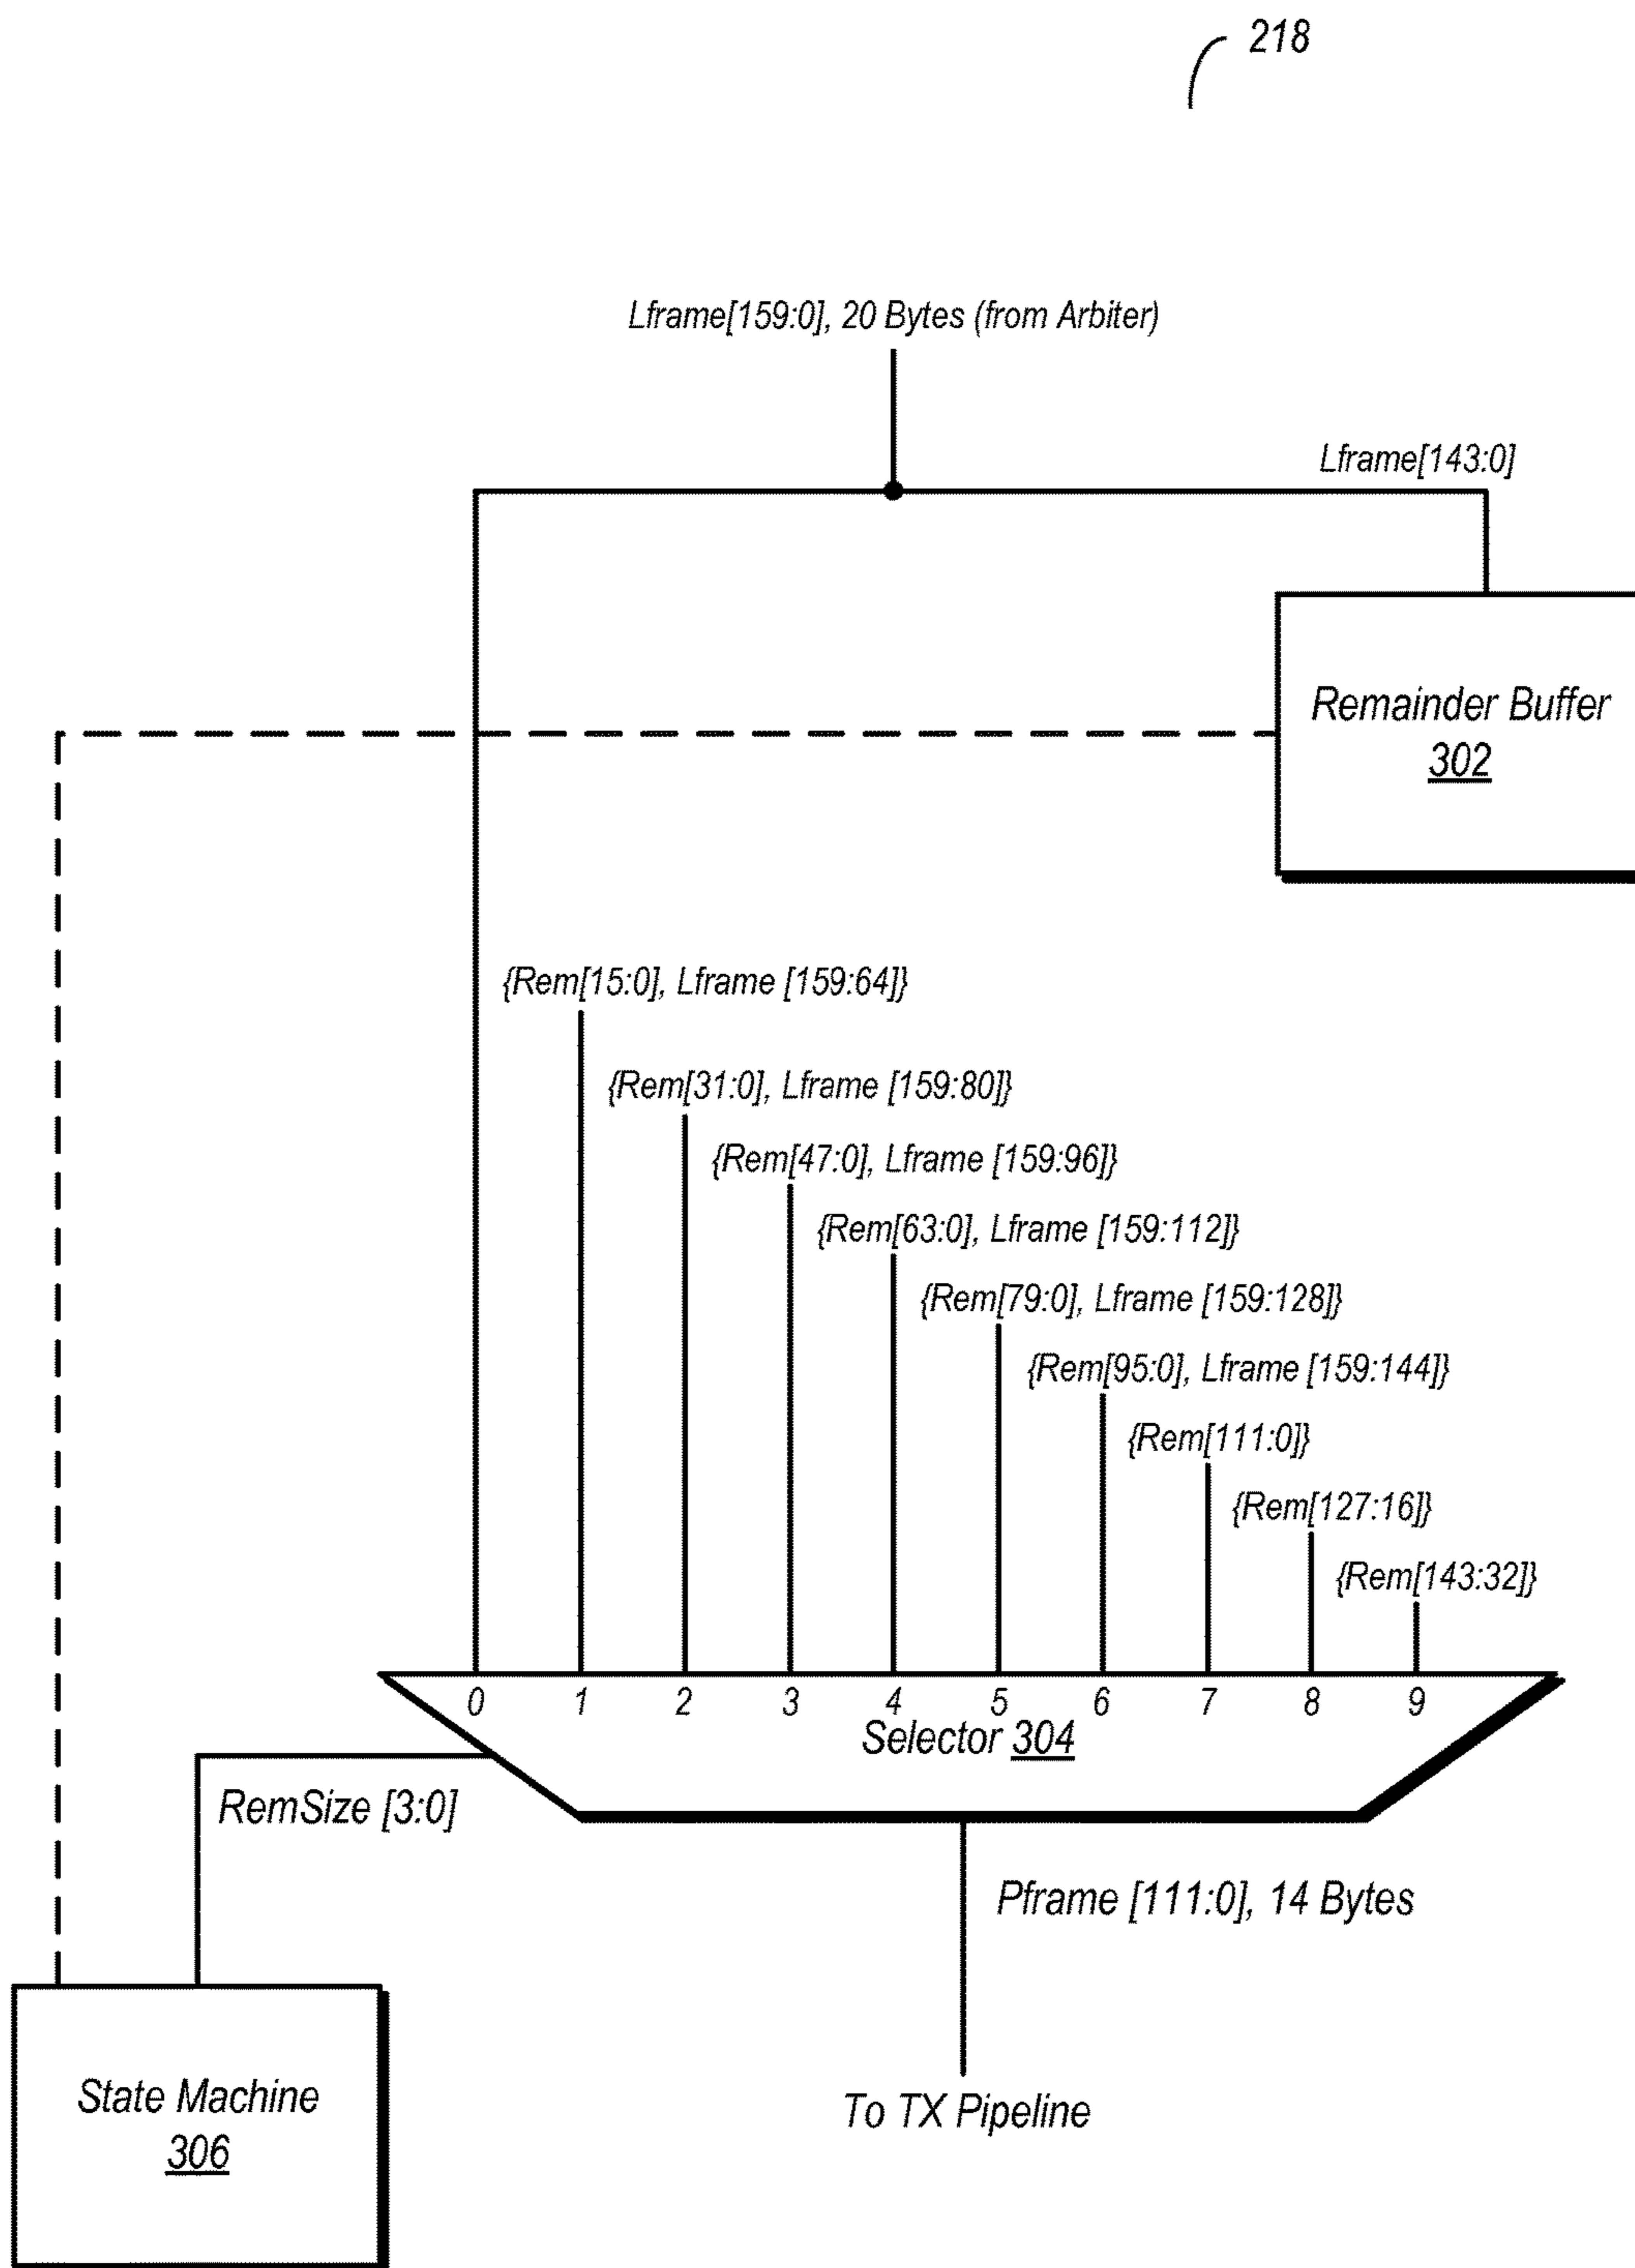 218
Lframe[159:0], 20 Bytes (from Arbiter)
Lframe[143:0]
Remainder Buffer
302
{Rem[15:0], Lframe [159:64]}
{Rem[31:0], Lframe [159:80]}
{Rem[47:0], Lframe [159:96]}
{Rem[63:0], Lframe [159:112]}
{Rem[79:0], Lframe [159:128]}
{Rem[95:0], Lframe [159:144]}
{Rem[111:0]}
{Rem[127:16]}
{Rem[143:32]}
0 1 2 3 4 5 6 7 8 9
Selector 304
RemSize [3:0]
Pframe [111:0], 14 Bytes
State Machine
306
To TX Pipeline